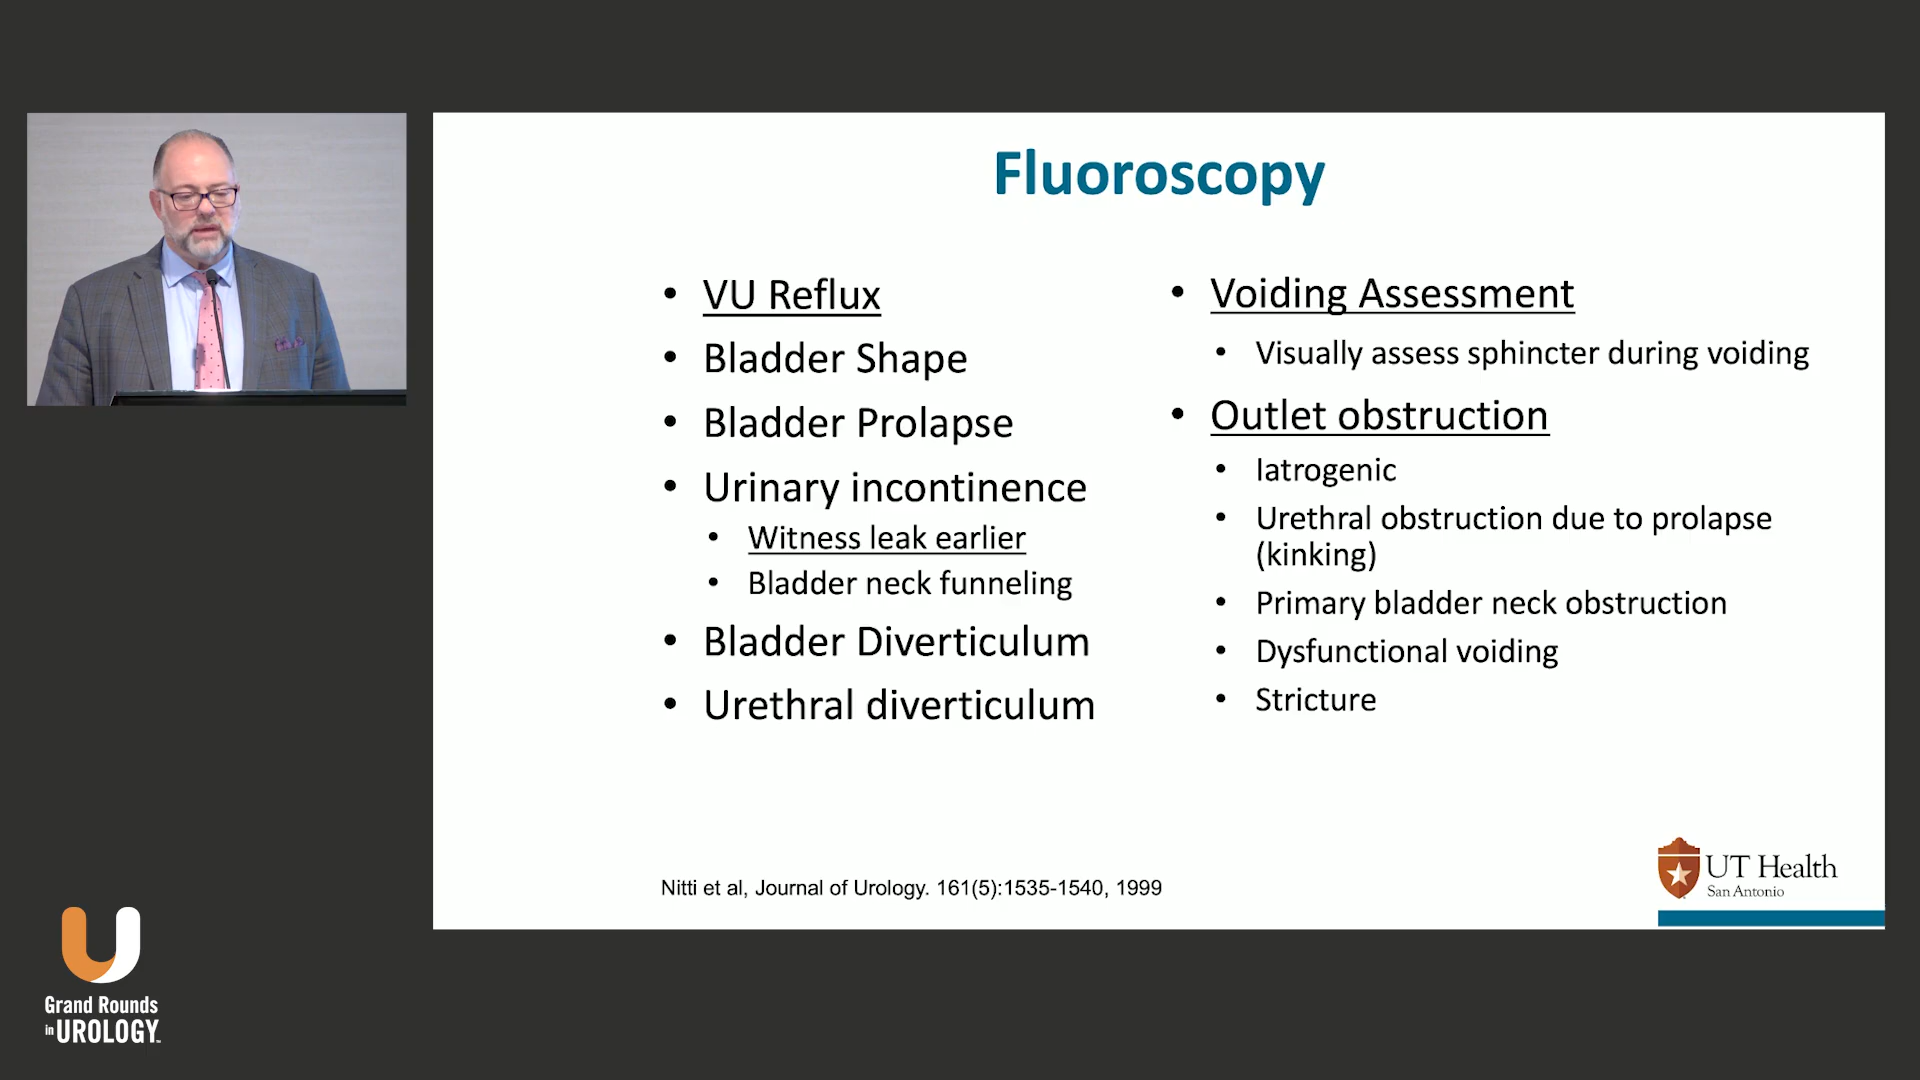 Fluoroscopy
• VU Reflux
• Bladder Shape
• Bladder Prolapse
• Urinary incontinence
• Witness leak earlier
• Bladder neck funneling
• Bladder Diverticulum
• Urethral diverticulum
• Voiding Assessment
• Visually assess sphincter during voiding
• Outlet obstruction
• Iatrogenic
• Urethral obstruction due to prolapse
(kinking)
• Primary bladder neck obstruction
• Dysfunctional voiding
• Stricture
Nitti et al, Journal of Urology. 161(5):1535-1540, 1999
UT Health
San Antonio
Grand Rounds
in UROLOGY™